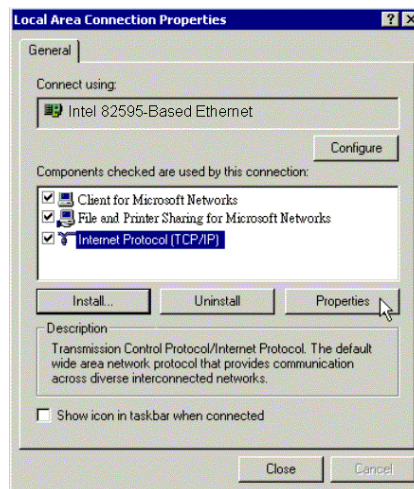 Local Area Connection Properties
General
Connect using:
Intel 82595-Based Ethernet
Configure
Components checked are used by this connection:
Client for Microsoft Networks
File and Printer Sharing for Microsoft Networks
Internet Protocol (TCP/IP)
Install... Uninstall Properties
Description
Transmission Control Protocol/Internet Protocol. The default
wide area network protocol that provides communication
across diverse interconnected networks.
Show icon in taskbar when connected
Close Cancel